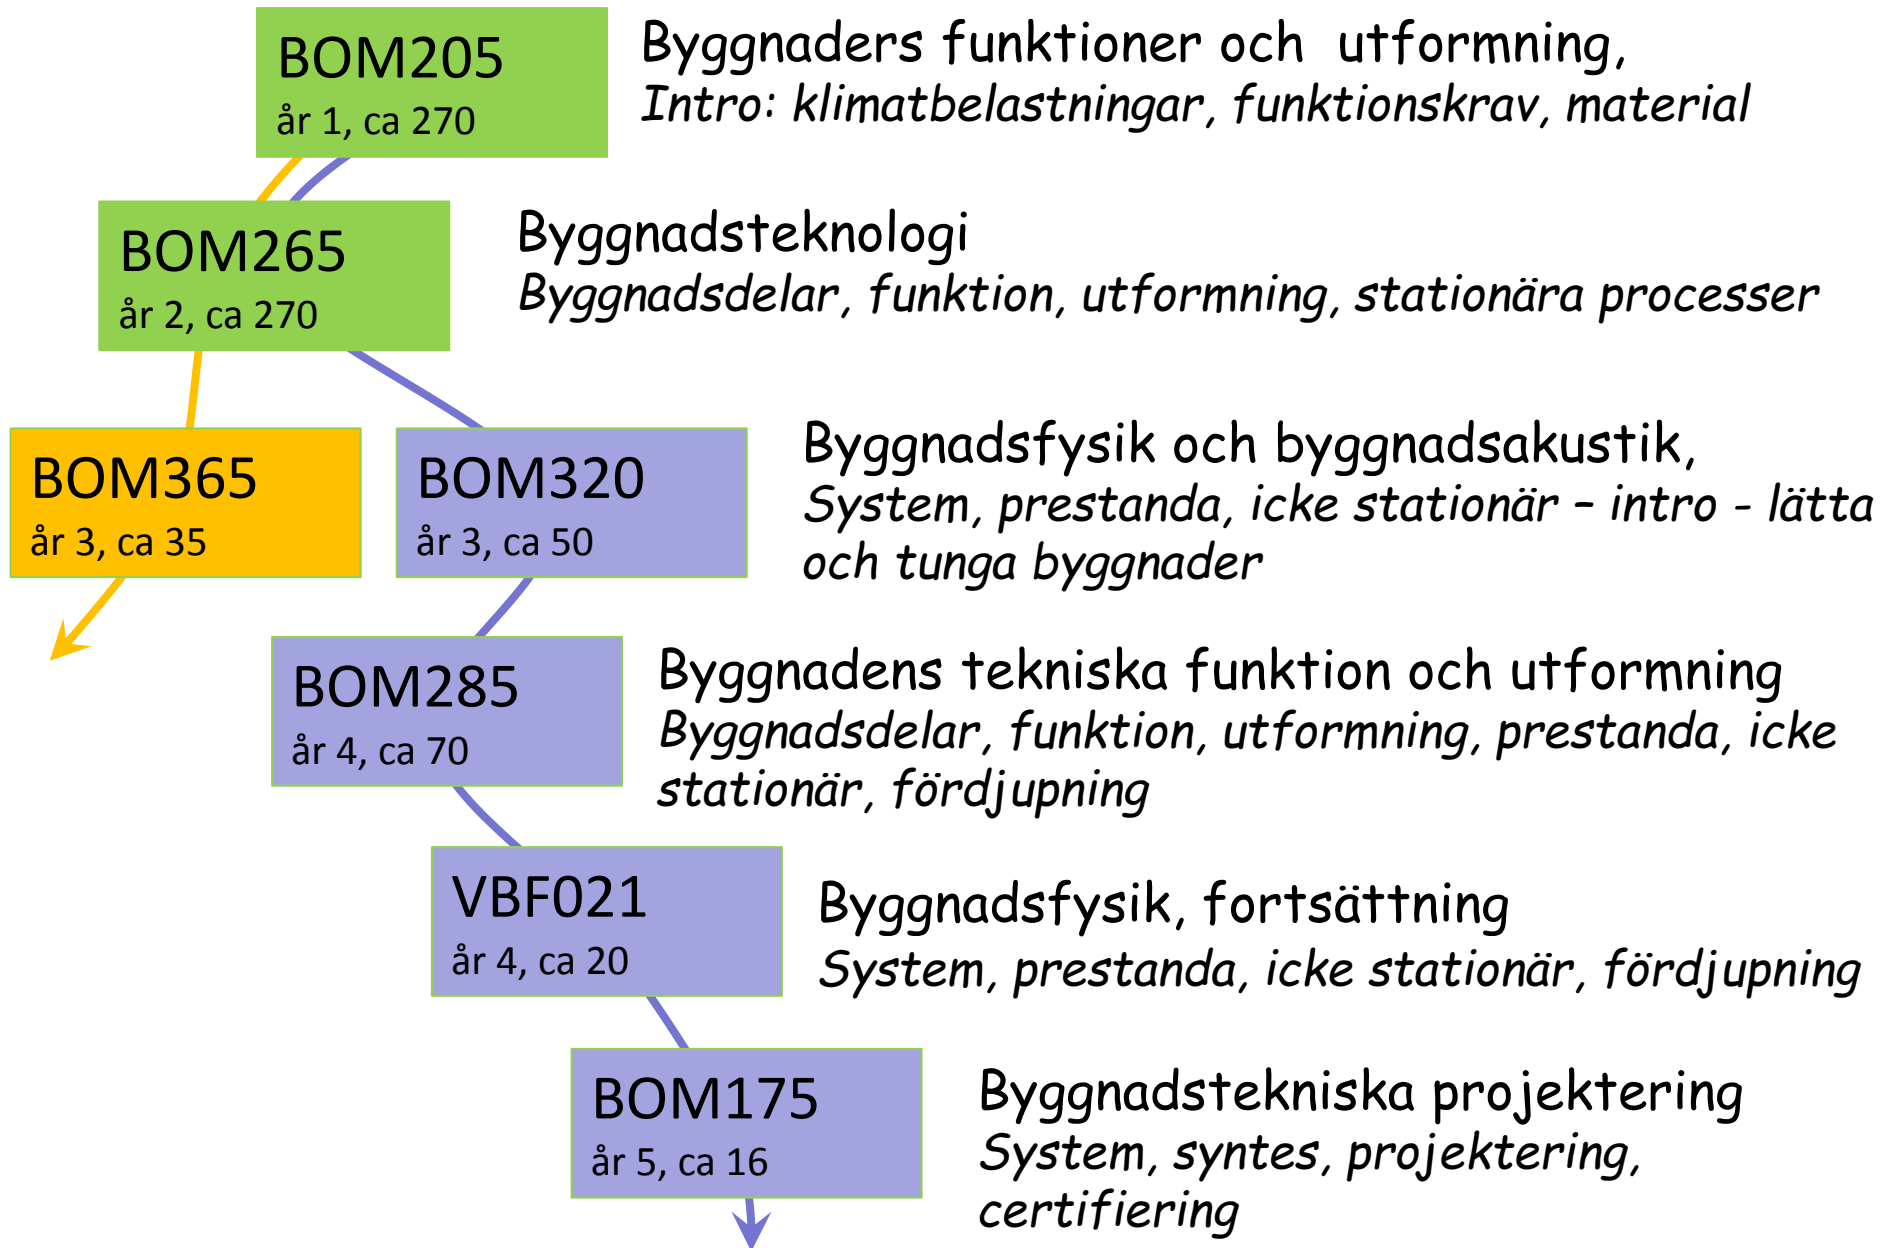 BOM205
år 1, ca 270
Byggnaders funktioner och  utformning,
Intro: klimatbelastningar, funktionskrav, material
BOM265
år 2, ca 270
Byggnadsteknologi
Byggnadsdelar, funktion, utformning, stationära processer
BOM365
år 3, ca 35
BOM320
år 3, ca 50
Byggnadsfysik och byggnadsakustik,
System, prestanda, icke stationär – intro - lätta
och tunga byggnader
BOM285
år 4, ca 70
Byggnadens tekniska funktion och utformning
Byggnadsdelar, funktion, utformning, prestanda, icke
stationär, fördjupning
VBF021
år 4, ca 20
Byggnadsfysik, fortsättning
System, prestanda, icke stationär, fördjupning
BOM175
år 5, ca 16
Byggnadstekniska projektering
System, syntes, projektering,
certifiering